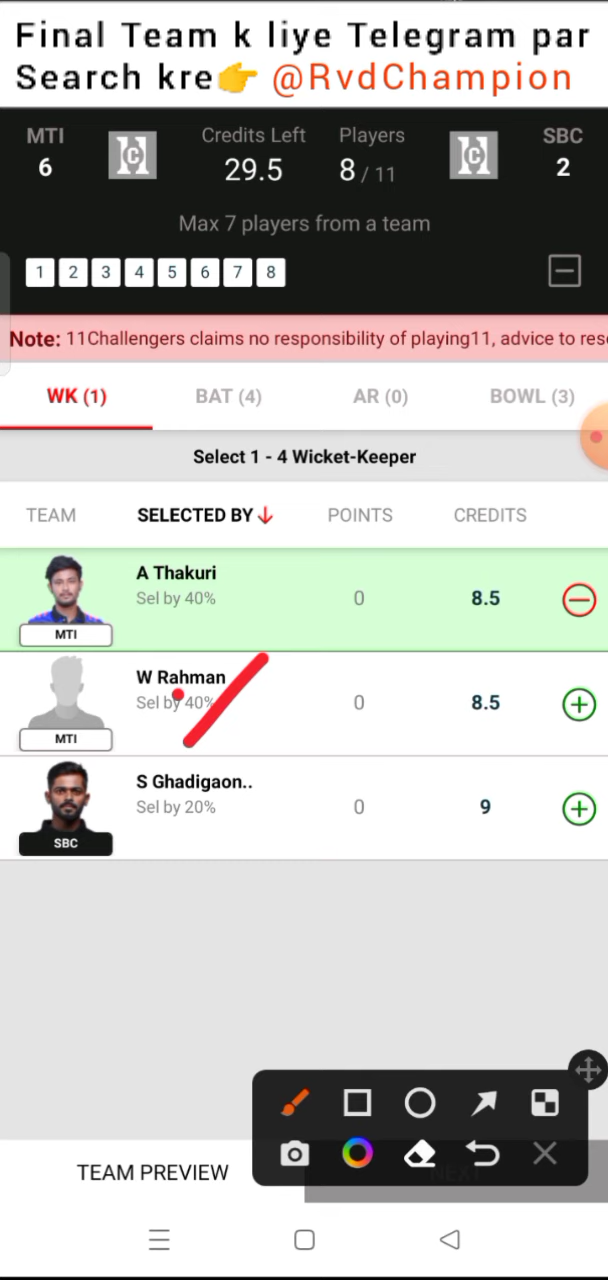 Final Team k liye Telegram par
Search kre👉 @RvdChampion
MTI Credits Left Players SBC
6 29.5 8 / 11 2
Max 7 players from a team
1 2 3 4 5 6 7 8
Note: 11Challengers claims no responsibility of playing11, advice to
WK (1) BAT (4) AR (0) BOWL (3)
Select 1 - 4 Wicket-Keeper
TEAM SELECTED BY POINTS CREDITS
A Thakuri
Sel by 40% 0 8.5
MTI
W Rahman
Sel by 40% 0 8.5
MTI
S Ghadigaon..
Sel by 20% 0 9
SBC
TEAM PREVIEW NEXT